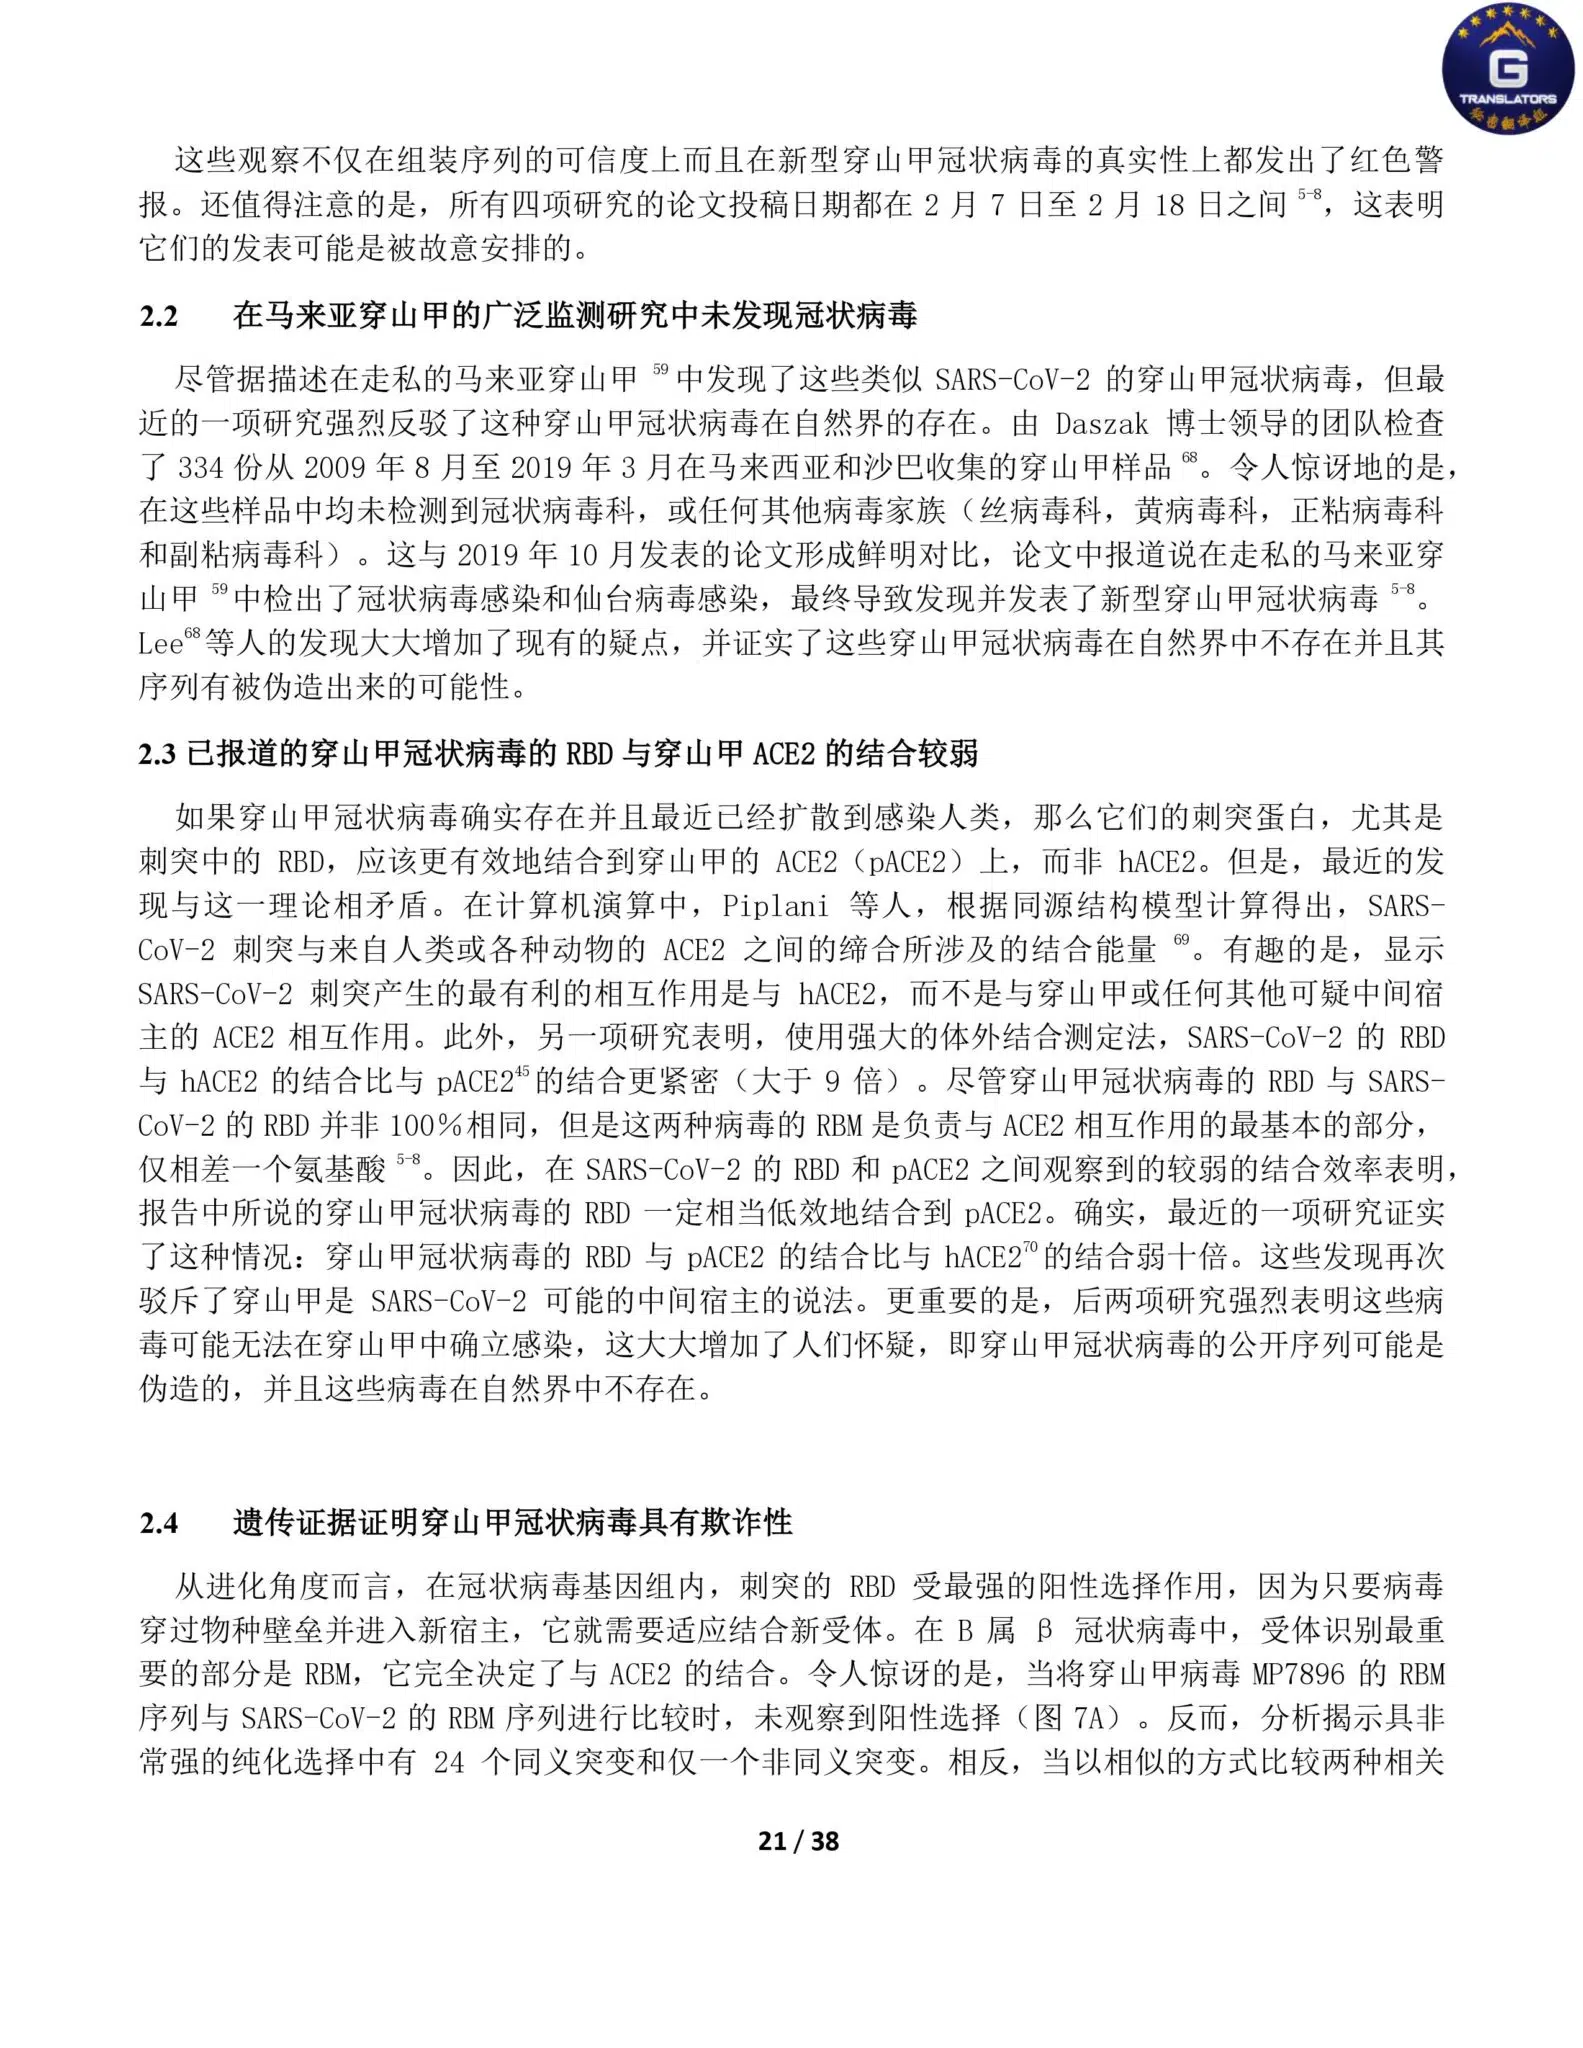 G
TRANSLATORS
秘密翻译组
这些观察不仅在组装序列的可信度上而且在新型穿山甲冠状病毒的真实性上都发出了红色警
报。还值得注意的是，所有四项研究的论文投稿日期都在 2 月 7 日至 2 月 18 日之间 5-8，这表明
它们的发表可能是被故意安排的。
2.2 在马来亚穿山甲的广泛监测研究中未发现冠状病毒
尽管据描述在走私的马来亚穿山甲 59 中发现了这些类似 SARS-CoV-2 的穿山甲冠状病毒，但最
近的一项研究强烈反驳了这种穿山甲冠状病毒在自然界的存在。由 Daszak 博士领导的团队检查
了 334 份从 2009 年 8 月至 2019 年 3 月在马来西亚和沙巴收集的穿山甲样品 68。令人惊讶地的是，
在这些样品中均未检测到冠状病毒科，或任何其他病毒家族（丝病毒科，黄病毒科，正粘病毒科
和副粘病毒科）。这与 2019 年 10 月发表的论文形成鲜明对比，论文中报道说在走私的马来亚穿
山甲 59 中检出了冠状病毒感染和仙台病毒感染，最终导致发现并发表了新型穿山甲冠状病毒 5-8。
Lee68 等人的发现大大增加了现有的疑点，并证实了这些穿山甲冠状病毒在自然界中不存在并且其
序列有被伪造出来的可能性。
2.3 已报道的穿山甲冠状病毒的 RBD 与穿山甲 ACE2 的结合较弱
如果穿山甲冠状病毒确实存在并且最近已经扩散到感染人类，那么它们的刺突蛋白，尤其是
刺突中的 RBD，应该更有效地结合到穿山甲的 ACE2（pACE2）上，而非 hACE2。但是，最近的发
现与这一理论相矛盾。在计算机演算中，Piplani 等人，根据同源结构模型计算得出，SARS-
CoV-2 刺突与来自人类或各种动物的 ACE2 之间的缔合所涉及的结合能量 69。有趣的是，显示
SARS-CoV-2 刺突产生的最有利的相互作用是与 hACE2，而不是与穿山甲或任何其他可疑中间宿
主的 ACE2 相互作用。此外，另一项研究表明，使用强大的体外结合测定法，SARS-CoV-2 的 RBD
与 hACE2 的结合比与 pACE245 的结合更紧密（大于 9 倍）。尽管穿山甲冠状病毒的 RBD 与 SARS-
CoV-2 的 RBD 并非 100％相同，但是这两种病毒的 RBM 是负责与 ACE2 相互作用的最基本的部分，
仅相差一个氨基酸 5-8。因此，在 SARS-CoV-2 的 RBD 和 pACE2 之间观察到的较弱的结合效率表明，
报告中所说的穿山甲冠状病毒的 RBD 一定相当低效地结合到 pACE2。确实，最近的一项研究证实
了这种情况：穿山甲冠状病毒的 RBD 与 pACE2 的结合比与 hACE270 的结合弱十倍。这些发现再次
驳斥了穿山甲是 SARS-CoV-2 可能的中间宿主的说法。更重要的是，后两项研究强烈表明这些病
毒可能无法在穿山甲中确立感染，这大大增加了人们怀疑，即穿山甲冠状病毒的公开序列可能是
伪造的，并且这些病毒在自然界中不存在。
2.4 遗传证据证明穿山甲冠状病毒具有欺诈性
从进化角度而言，在冠状病毒基因组内，刺突的 RBD 受最强的阳性选择作用，因为只要病毒
穿过物种壁垒并进入新宿主，它就需要适应结合新受体。在 B 属 β 冠状病毒中，受体识别最重
要的部分是 RBM，它完全决定了与 ACE2 的结合。令人惊讶的是，当将穿山甲病毒 MP7896 的 RBM
序列与 SARS-CoV-2 的 RBM 序列进行比较时，未观察到阳性选择（图 7A）。反而，分析揭示具非
常强的纯化选择中有 24 个同义突变和仅一个非同义突变。相反，当以相似的方式比较两种相关
21 / 38